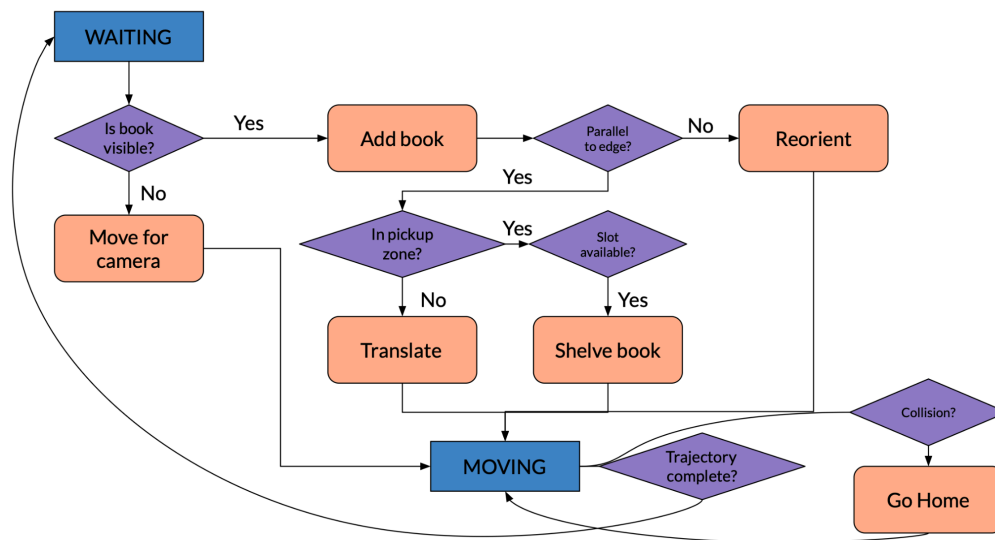 WAITING
Is book
visible?
Yes
Add book
Parallel
to edge?
No
Reorient
No
Yes
Move for
camera
In pickup
zone?
Yes
Slot
available?
No
Yes
Translate
Shelve book
Collision?
MOVING
Trajectory
complete?
Go Home